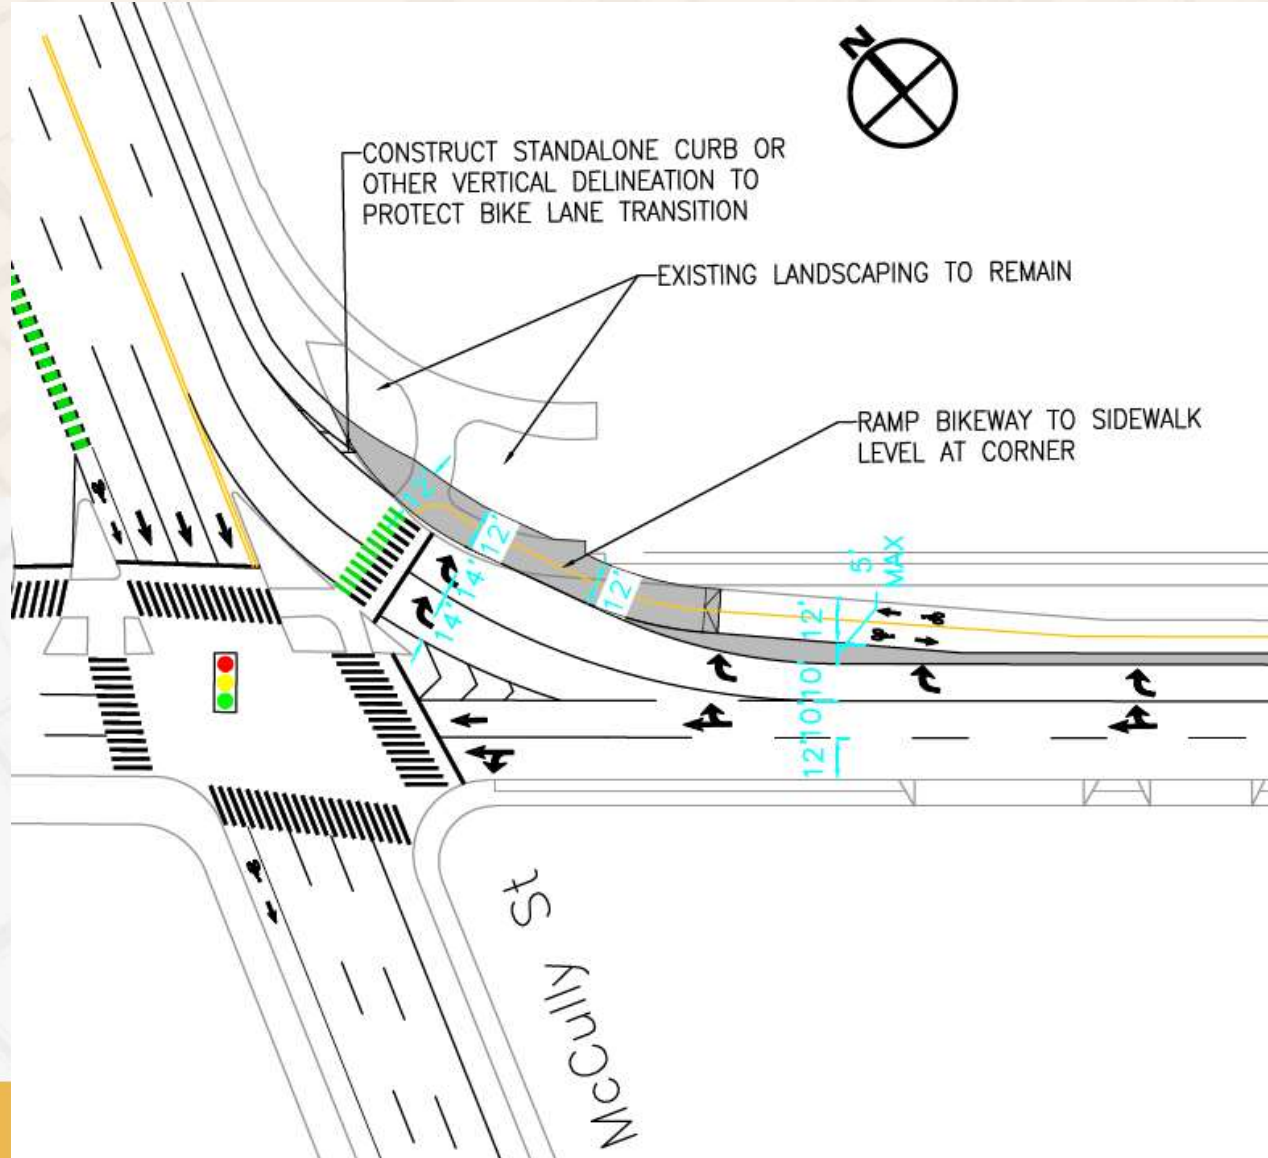 N
CONSTRUCT STANDALONE CURB OR
OTHER VERTICAL DELINEATION TO
PROTECT BIKE LANE TRANSITION
EXISTING LANDSCAPING TO REMAIN
RAMP BIKEWAY TO SIDEWALK
LEVEL AT CORNER
12'
12'
12'
14'
14'
5'
MAX
12'
10'
10'
12'
McCully St